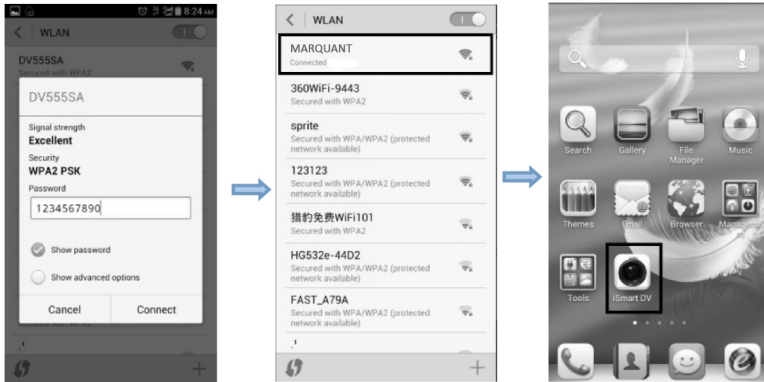 8:24 AM
WLAN
DV555SA
Secured with WPA2
DV555SA
Signal strength
Excellent
Security
WPA2 PSK
Password
1234567890
Show password
Show advanced options
Cancel
Connect
WLAN
MARQUANT
Connected
360WiFi-9443
Secured with WPA2
sprite
Secured with WPA/WPA2 (protected
network available)
123123
Secured with WPA/WPA2 (protected
network available)
猎豹免费WiFi101
Secured with WPA2
HG532e-44D2
Secured with WPA/WPA2 (protected
network available)
FAST_A79A
Secured with WPA/WPA2 (protected
network available)
Search
Gallery
File
Manager
Music
Themes
Email
Browser
Tools
iSmart DV